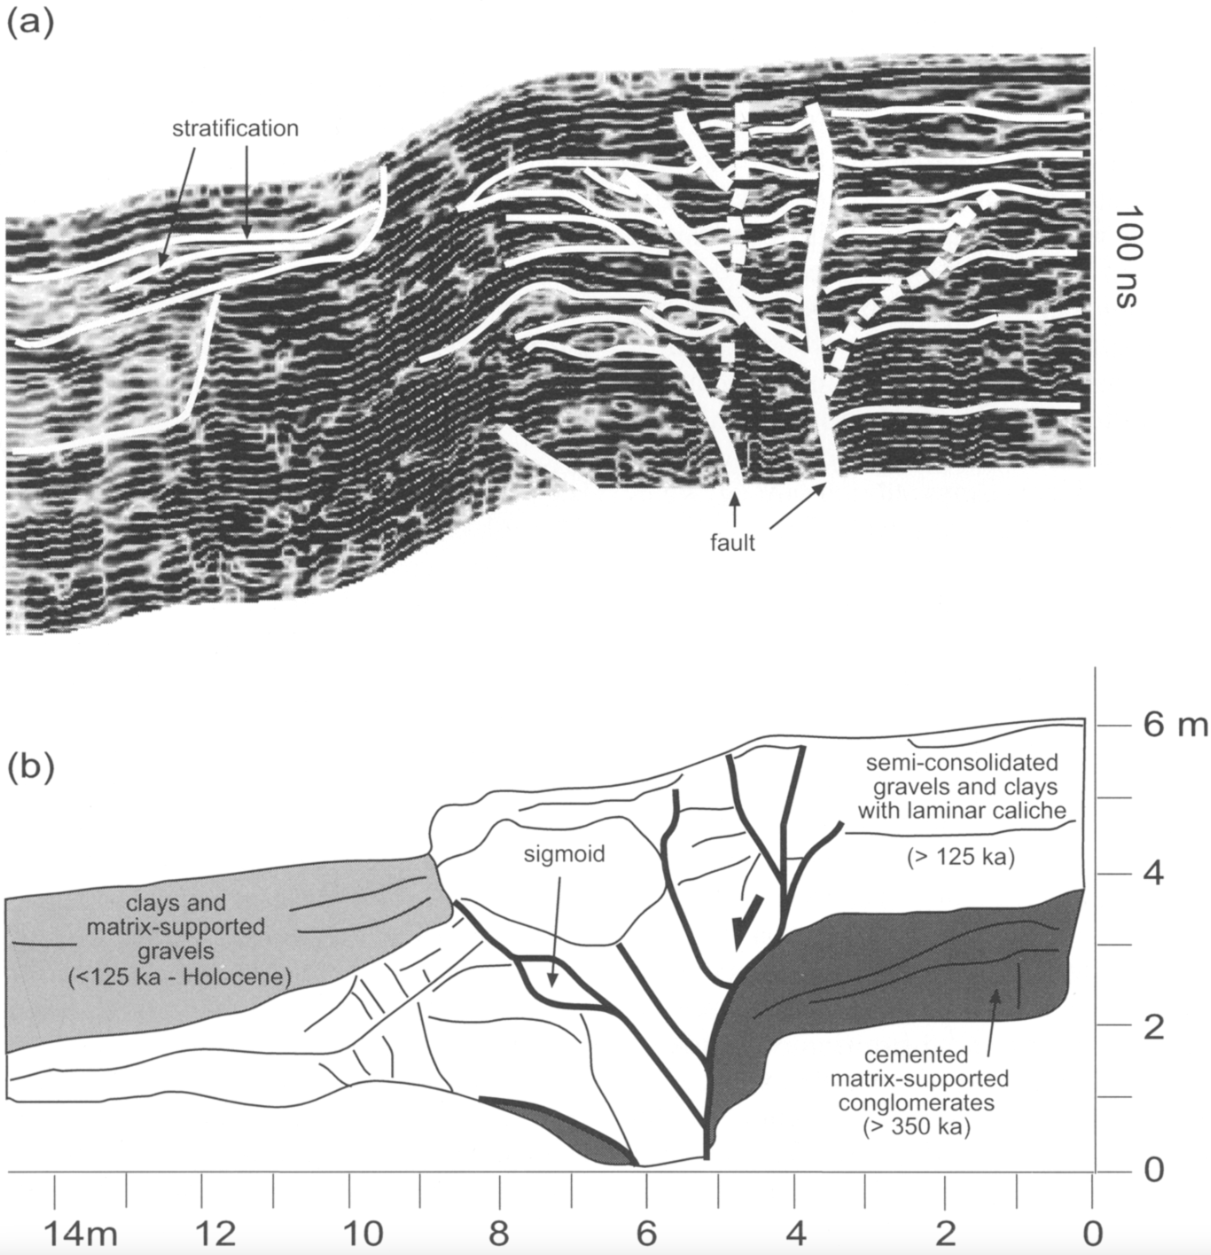 (a)
stratification
100 ns
fault
(b)
6 m
semi-consolidated
gravels and clays
with laminar caliche
(> 125 ka)
sigmoid
4
clays and
matrix-supported
gravels
(<125 ka - Holocene)
2
cemented
matrix-supported
conglomerates
(> 350 ka)
0
14m 12 10 8 6 4 2 0